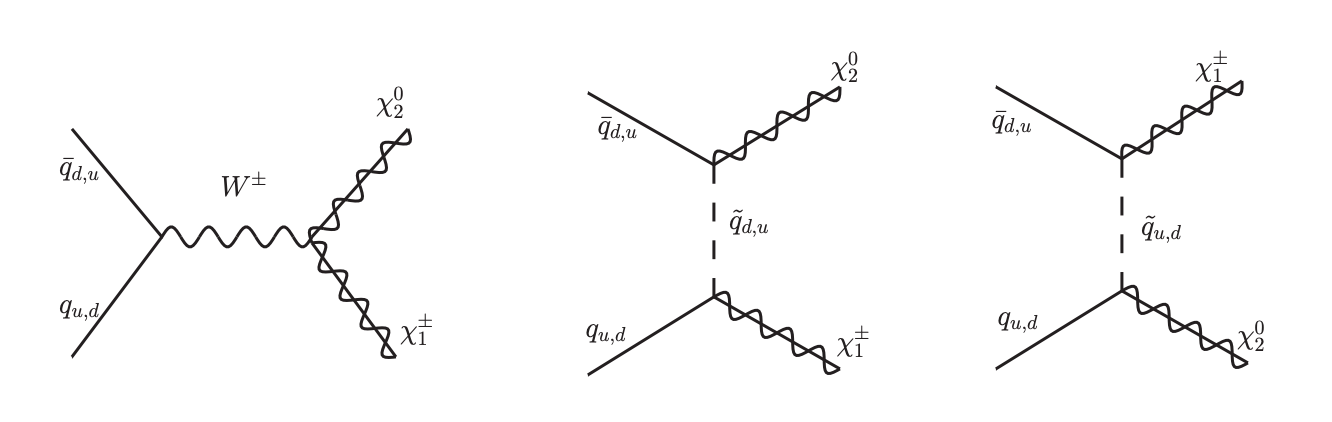 q̄_{d,u}
q_{u,d}
W^±
χ_2^0
χ_1^±
q̄_{d,u}
q_{u,d}
q̃_{d,u}
χ_2^0
χ_1^±
q̄_{d,u}
q_{u,d}
q̃_{u,d}
χ_1^±
χ_2^0